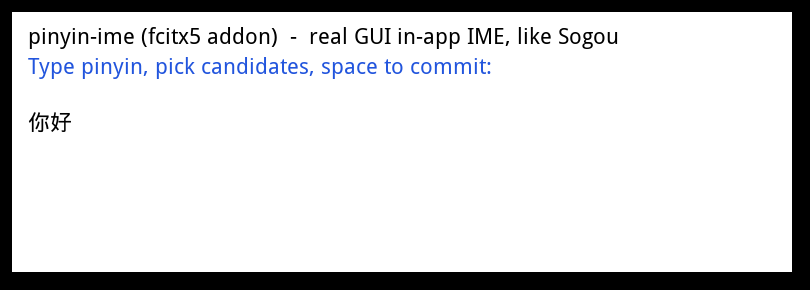 pinyin-ime (fcitx5 addon)  -  real GUI in-app IME, like Sogou
Type pinyin, pick candidates, space to commit:
你好